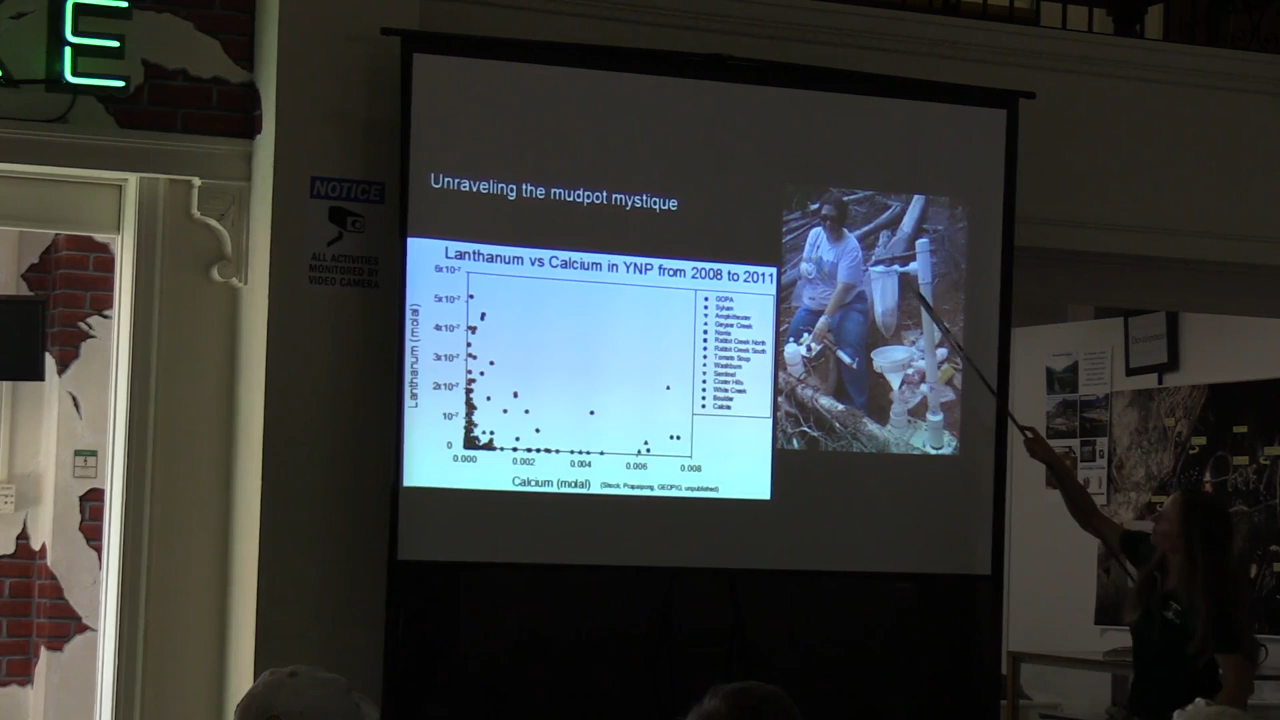 E
NOTICE
ALL ACTIVITIES
MONITORED BY
VIDEO CAMERA
Unraveling the mudpot mystique
Lanthanum vs Calcium in YNP from 2008 to 2011
Lanthanum (molal)
6x10-7
5x10-7
4x10-7
3x10-7
2x10-7
10-7
0
0.000 0.002 0.004 0.006 0.008
Calcium (molal)
(Shock, Prapaipong, GEOPIG, unpublished)
GOPA
Sylvan
Amphitheater
Geyser Creek
Norris
Rabbit Creek North
Rabbit Creek South
Tomato Soup
Washburn
Sentinel
Crater Hills
White Creek
Boulder
Calcite